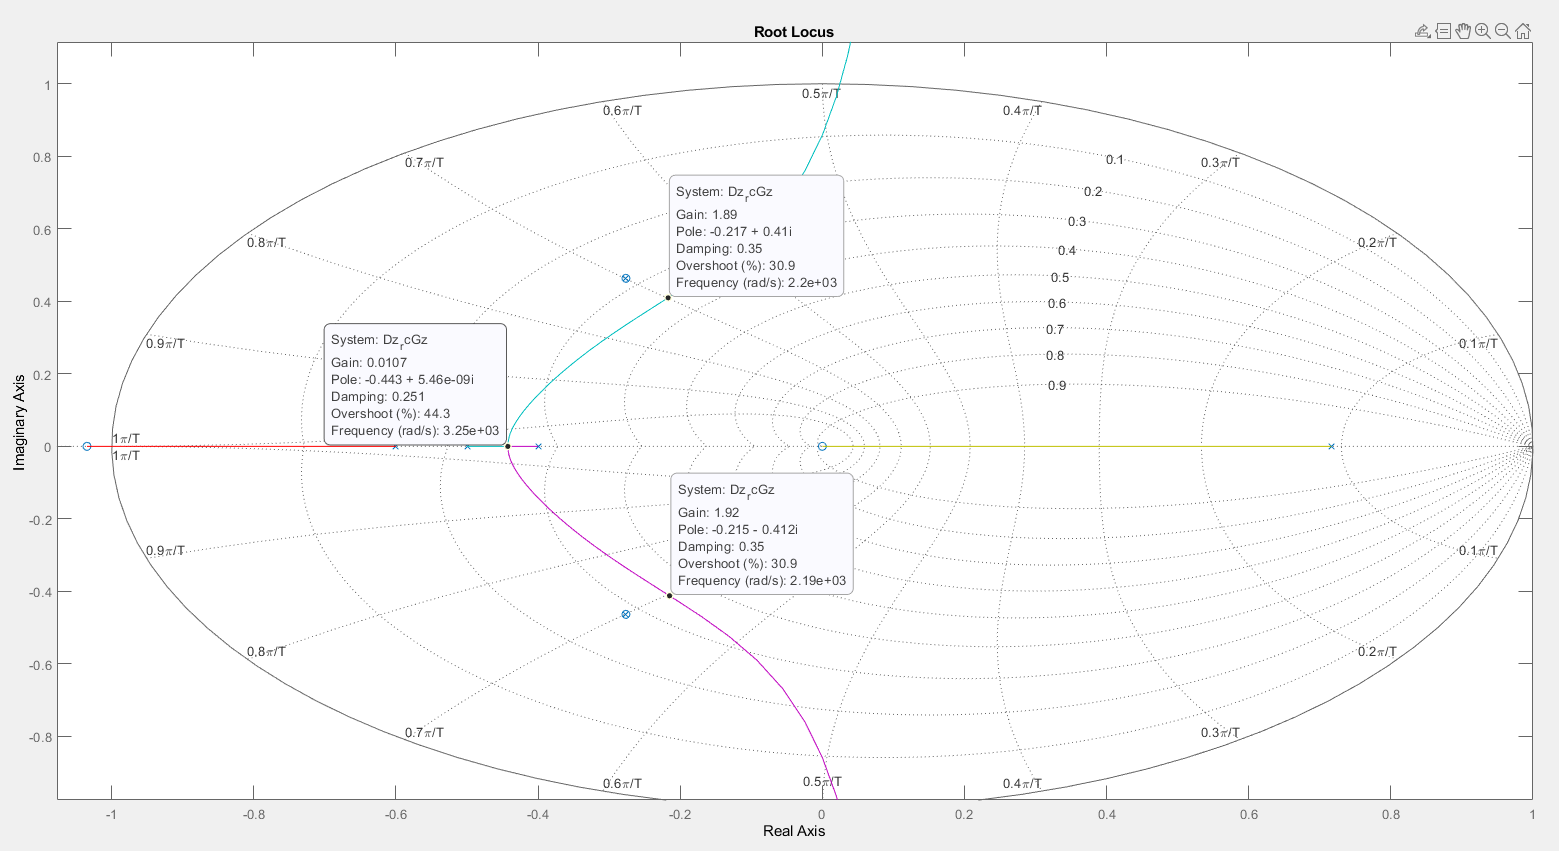 Root Locus
Imaginary Axis
1
0.8
0.6
0.4
0.2
0
-0.2
-0.4
-0.6
-0.8
0.5π/T
0.6π/T
0.4π/T
0.7π/T
0.3π/T
0.8π/T
0.2π/T
0.9π/T
0.1π/T
1π/T
1π/T
0.9π/T
0.1π/T
0.8π/T
0.2π/T
0.7π/T
0.3π/T
0.6π/T
0.5π/T
0.4π/T
0.1
0.2
0.3
0.4
0.5
0.6
0.7
0.8
0.9
System: Dz_rcGz
Gain: 1.89
Pole: -0.217 + 0.41i
Damping: 0.35
Overshoot (%): 30.9
Frequency (rad/s): 2.2e+03
System: Dz_rcGz
Gain: 0.0107
Pole: -0.443 + 5.46e-09i
Damping: 0.251
Overshoot (%): 44.3
Frequency (rad/s): 3.25e+03
System: Dz_rcGz
Gain: 1.92
Pole: -0.215 - 0.412i
Damping: 0.35
Overshoot (%): 30.9
Frequency (rad/s): 2.19e+03
-1
-0.8
-0.6
-0.4
-0.2
0
0.2
0.4
0.6
0.8
1
Real Axis